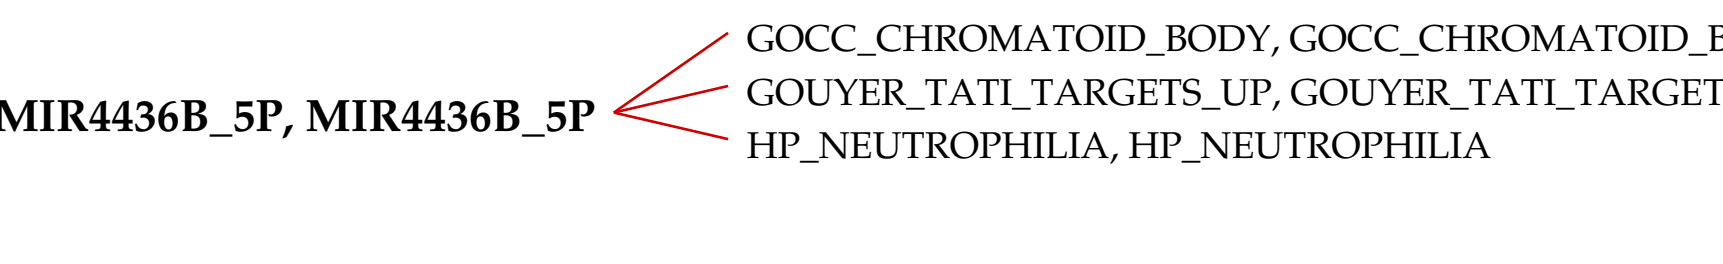 GOCC_CHROMATOID_BODY, GOCC_CHROMATOID_B
GOUYER_TATI_TARGETS_UP, GOUYER_TATI_TARGET
MIR4436B_5P, MIR4436B_5P
HP_NEUTROPHILIA, HP_NEUTROPHILIA